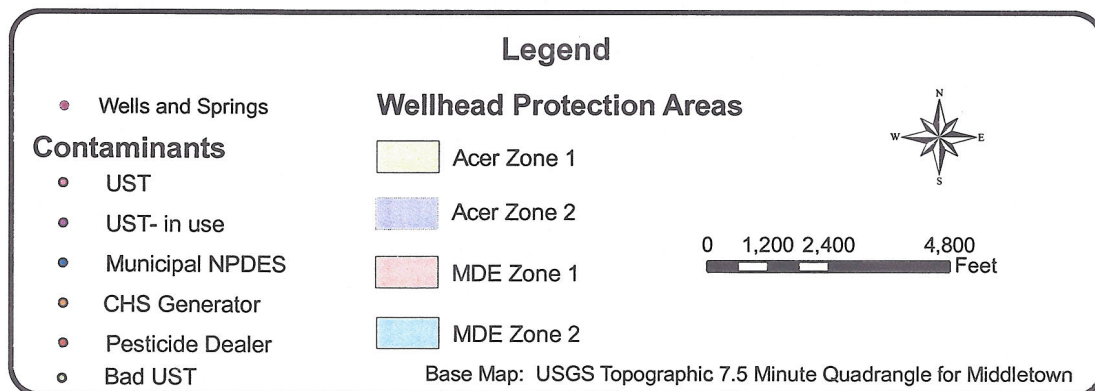 Legend
Wells and Springs
Contaminants
UST
UST- in use
Municipal NPDES
CHS Generator
Pesticide Dealer
Bad UST
Wellhead Protection Areas
Acer Zone 1
Acer Zone 2
MDE Zone 1
MDE Zone 2
N
W E
S
0 1,200 2,400 4,800
Feet
Base Map: USGS Topographic 7.5 Minute Quadrangle for Middletown